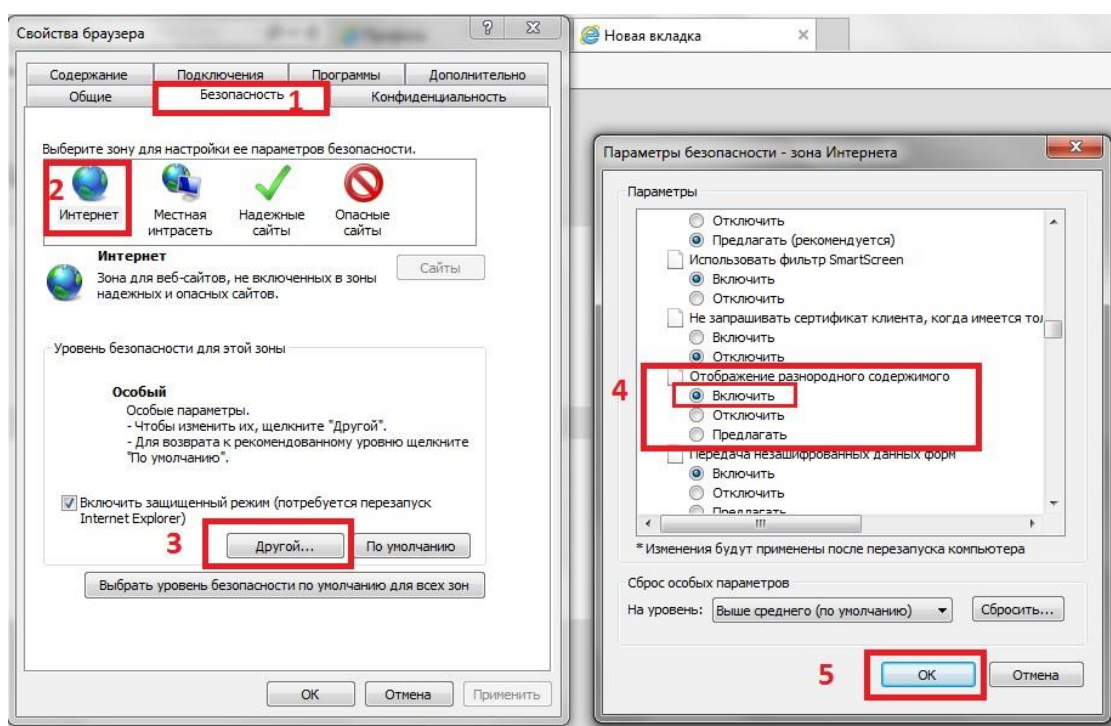 Свойства браузера
Содержание Подключения Программы Дополнительно
Общие Безопасность Конфиденциальность
1
Выберите зону для настройки ее параметров безопасности.
2
Интернет Местная интрасеть Надежные сайты Опасные сайты
Интернет
Зона для веб-сайтов, не включенных в зоны
надежных и опасных сайтов.
Сайты
Уровень безопасности для этой зоны
Особый
Особые параметры.
- Чтобы изменить их, щелкните "Другой".
- Для возврата к рекомендованному уровню щелкните
"По умолчанию".
Включить защищенный режим (потребуется перезапуск
Internet Explorer)
3
Другой... По умолчанию
Выбрать уровень безопасности по умолчанию для всех зон
ОК Отмена Применить
Новая вкладка
Параметры безопасности - зона Интернета
Параметры
Отключить
Предлагать (рекомендуется)
Использовать фильтр SmartScreen
Включить
Отключить
Не запрашивать сертификат клиента, когда имеется тол
Включить
Отключить
4
Отображение разнородного содержимого
Включить
Отключить
Предлагать
Передача незашифрованных данных форм
Включить
Отключить
Предлагать
*Изменения будут применены после перезапуска компьютера
Сброс особых параметров
На уровень: Выше среднего (по умолчанию) Сбросить...
5
ОК Отмена